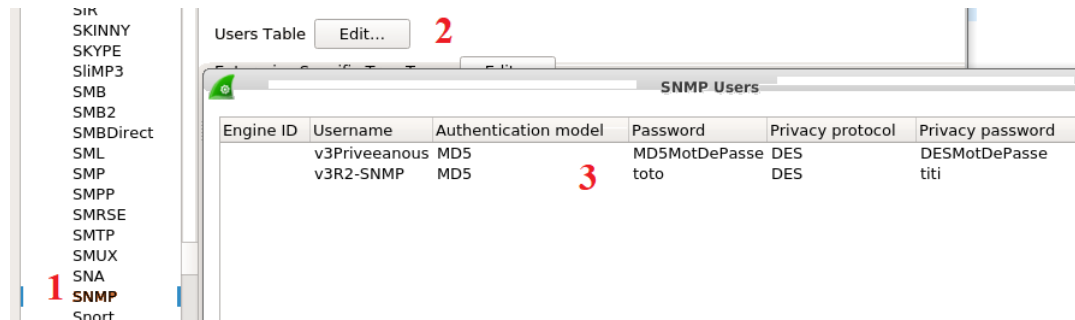 SIR
SKINNY
SKYPE
SliMP3
SMB
SMB2
SMBDirect
SML
SMP
SMPP
SMRSE
SMTP
SMUX
SNA
1 SNMP
Snort
Users Table Edit... 2
SNMP Users
Engine ID Username Authentication model Password Privacy protocol Privacy password
v3Priveeanous MD5 MD5MotDePasse DES DESMotDePasse
v3R2-SNMP MD5 3 toto DES titi